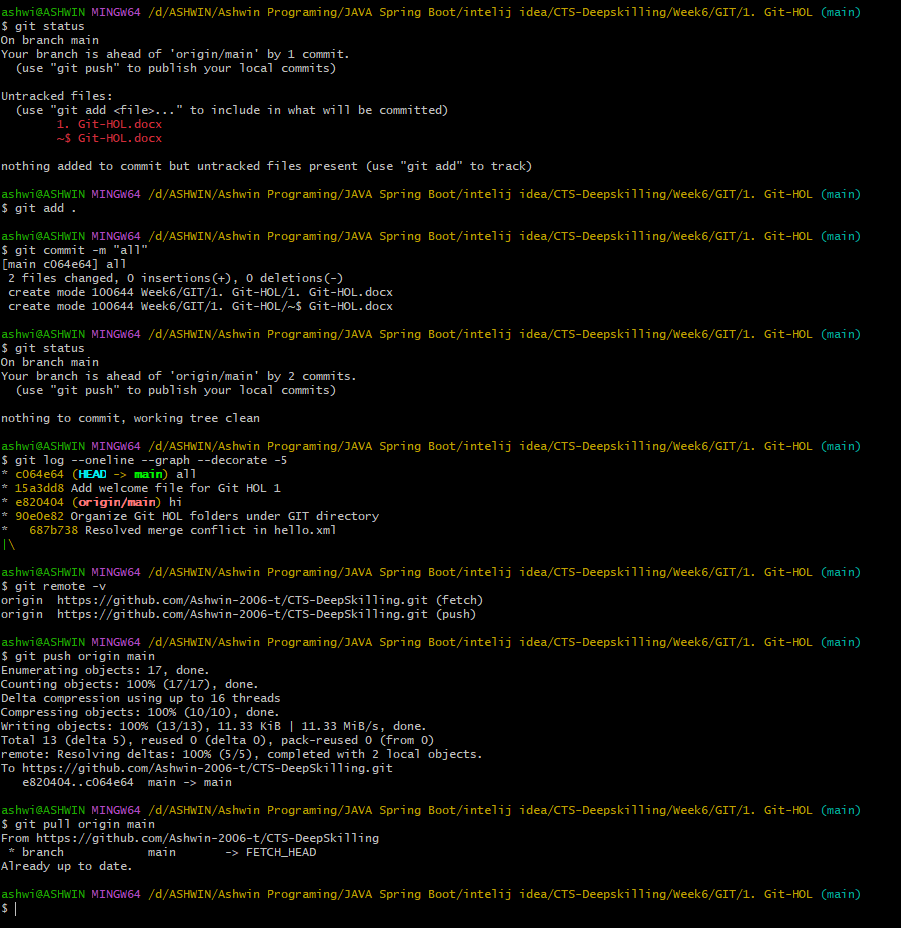 ashwi@ASHWIN MINGW64 /d/ASHWIN/Ashwin Programing/JAVA Spring Boot/intelij idea/CTS-Deepskilling/Week6/GIT/1. Git-HOL (main)
$ git status
On branch main
Your branch is ahead of 'origin/main' by 1 commit.
  (use "git push" to publish your local commits)

Untracked files:
  (use "git add <file>..." to include in what will be committed)
        1. Git-HOL.docx
        ~$ Git-HOL.docx

nothing added to commit but untracked files present (use "git add" to track)

ashwi@ASHWIN MINGW64 /d/ASHWIN/Ashwin Programing/JAVA Spring Boot/intelij idea/CTS-Deepskilling/Week6/GIT/1. Git-HOL (main)
$ git add .

ashwi@ASHWIN MINGW64 /d/ASHWIN/Ashwin Programing/JAVA Spring Boot/intelij idea/CTS-Deepskilling/Week6/GIT/1. Git-HOL (main)
$ git commit -m "all"
[main c064e64] all
 2 files changed, 0 insertions(+), 0 deletions(-)
 create mode 100644 Week6/GIT/1. Git-HOL/1. Git-HOL.docx
 create mode 100644 Week6/GIT/1. Git-HOL/~$ Git-HOL.docx

ashwi@ASHWIN MINGW64 /d/ASHWIN/Ashwin Programing/JAVA Spring Boot/intelij idea/CTS-Deepskilling/Week6/GIT/1. Git-HOL (main)
$ git status
On branch main
Your branch is ahead of 'origin/main' by 2 commits.
  (use "git push" to publish your local commits)

nothing to commit, working tree clean

ashwi@ASHWIN MINGW64 /d/ASHWIN/Ashwin Programing/JAVA Spring Boot/intelij idea/CTS-Deepskilling/Week6/GIT/1. Git-HOL (main)
$ git log --oneline --graph --decorate -5
* c064e64 (HEAD -> main) all
* 15a3dd8 Add welcome file for Git HOL 1
* e820404 (origin/main) hi
* 90e0e82 Organize Git HOL folders under GIT directory
*   687b738 Resolved merge conflict in hello.xml
|\

ashwi@ASHWIN MINGW64 /d/ASHWIN/Ashwin Programing/JAVA Spring Boot/intelij idea/CTS-Deepskilling/Week6/GIT/1. Git-HOL (main)
$ git remote -v
origin  https://github.com/Ashwin-2006-t/CTS-DeepSkilling.git (fetch)
origin  https://github.com/Ashwin-2006-t/CTS-DeepSkilling.git (push)

ashwi@ASHWIN MINGW64 /d/ASHWIN/Ashwin Programing/JAVA Spring Boot/intelij idea/CTS-Deepskilling/Week6/GIT/1. Git-HOL (main)
$ git push origin main
Enumerating objects: 17, done.
Counting objects: 100% (17/17), done.
Delta compression using up to 16 threads
Compressing objects: 100% (10/10), done.
Writing objects: 100% (13/13), 11.33 KiB | 11.33 MiB/s, done.
Total 13 (delta 5), reused 0 (delta 0), pack-reused 0 (from 0)
remote: Resolving deltas: 100% (5/5), completed with 2 local objects.
To https://github.com/Ashwin-2006-t/CTS-DeepSkilling.git
   e820404..c064e64  main -> main

ashwi@ASHWIN MINGW64 /d/ASHWIN/Ashwin Programing/JAVA Spring Boot/intelij idea/CTS-Deepskilling/Week6/GIT/1. Git-HOL (main)
$ git pull origin main
From https://github.com/Ashwin-2006-t/CTS-DeepSkilling
 * branch            main       -> FETCH_HEAD
Already up to date.

ashwi@ASHWIN MINGW64 /d/ASHWIN/Ashwin Programing/JAVA Spring Boot/intelij idea/CTS-Deepskilling/Week6/GIT/1. Git-HOL (main)
$